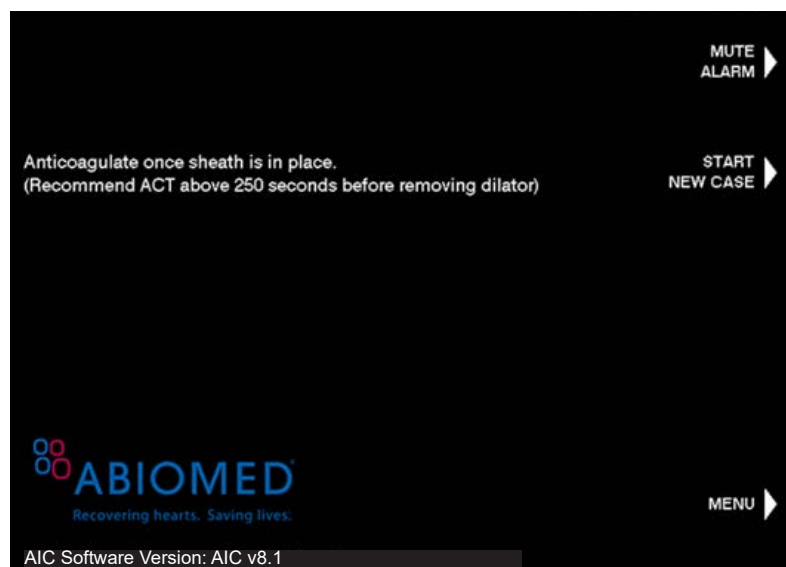 MUTE
ALARM
Anticoagulate once sheath is in place.
(Recommend ACT above 250 seconds before removing dilator)
START
NEW CASE
ABIOMED
Recovering hearts. Saving lives.
MENU
AIC Software Version: AIC v8.1